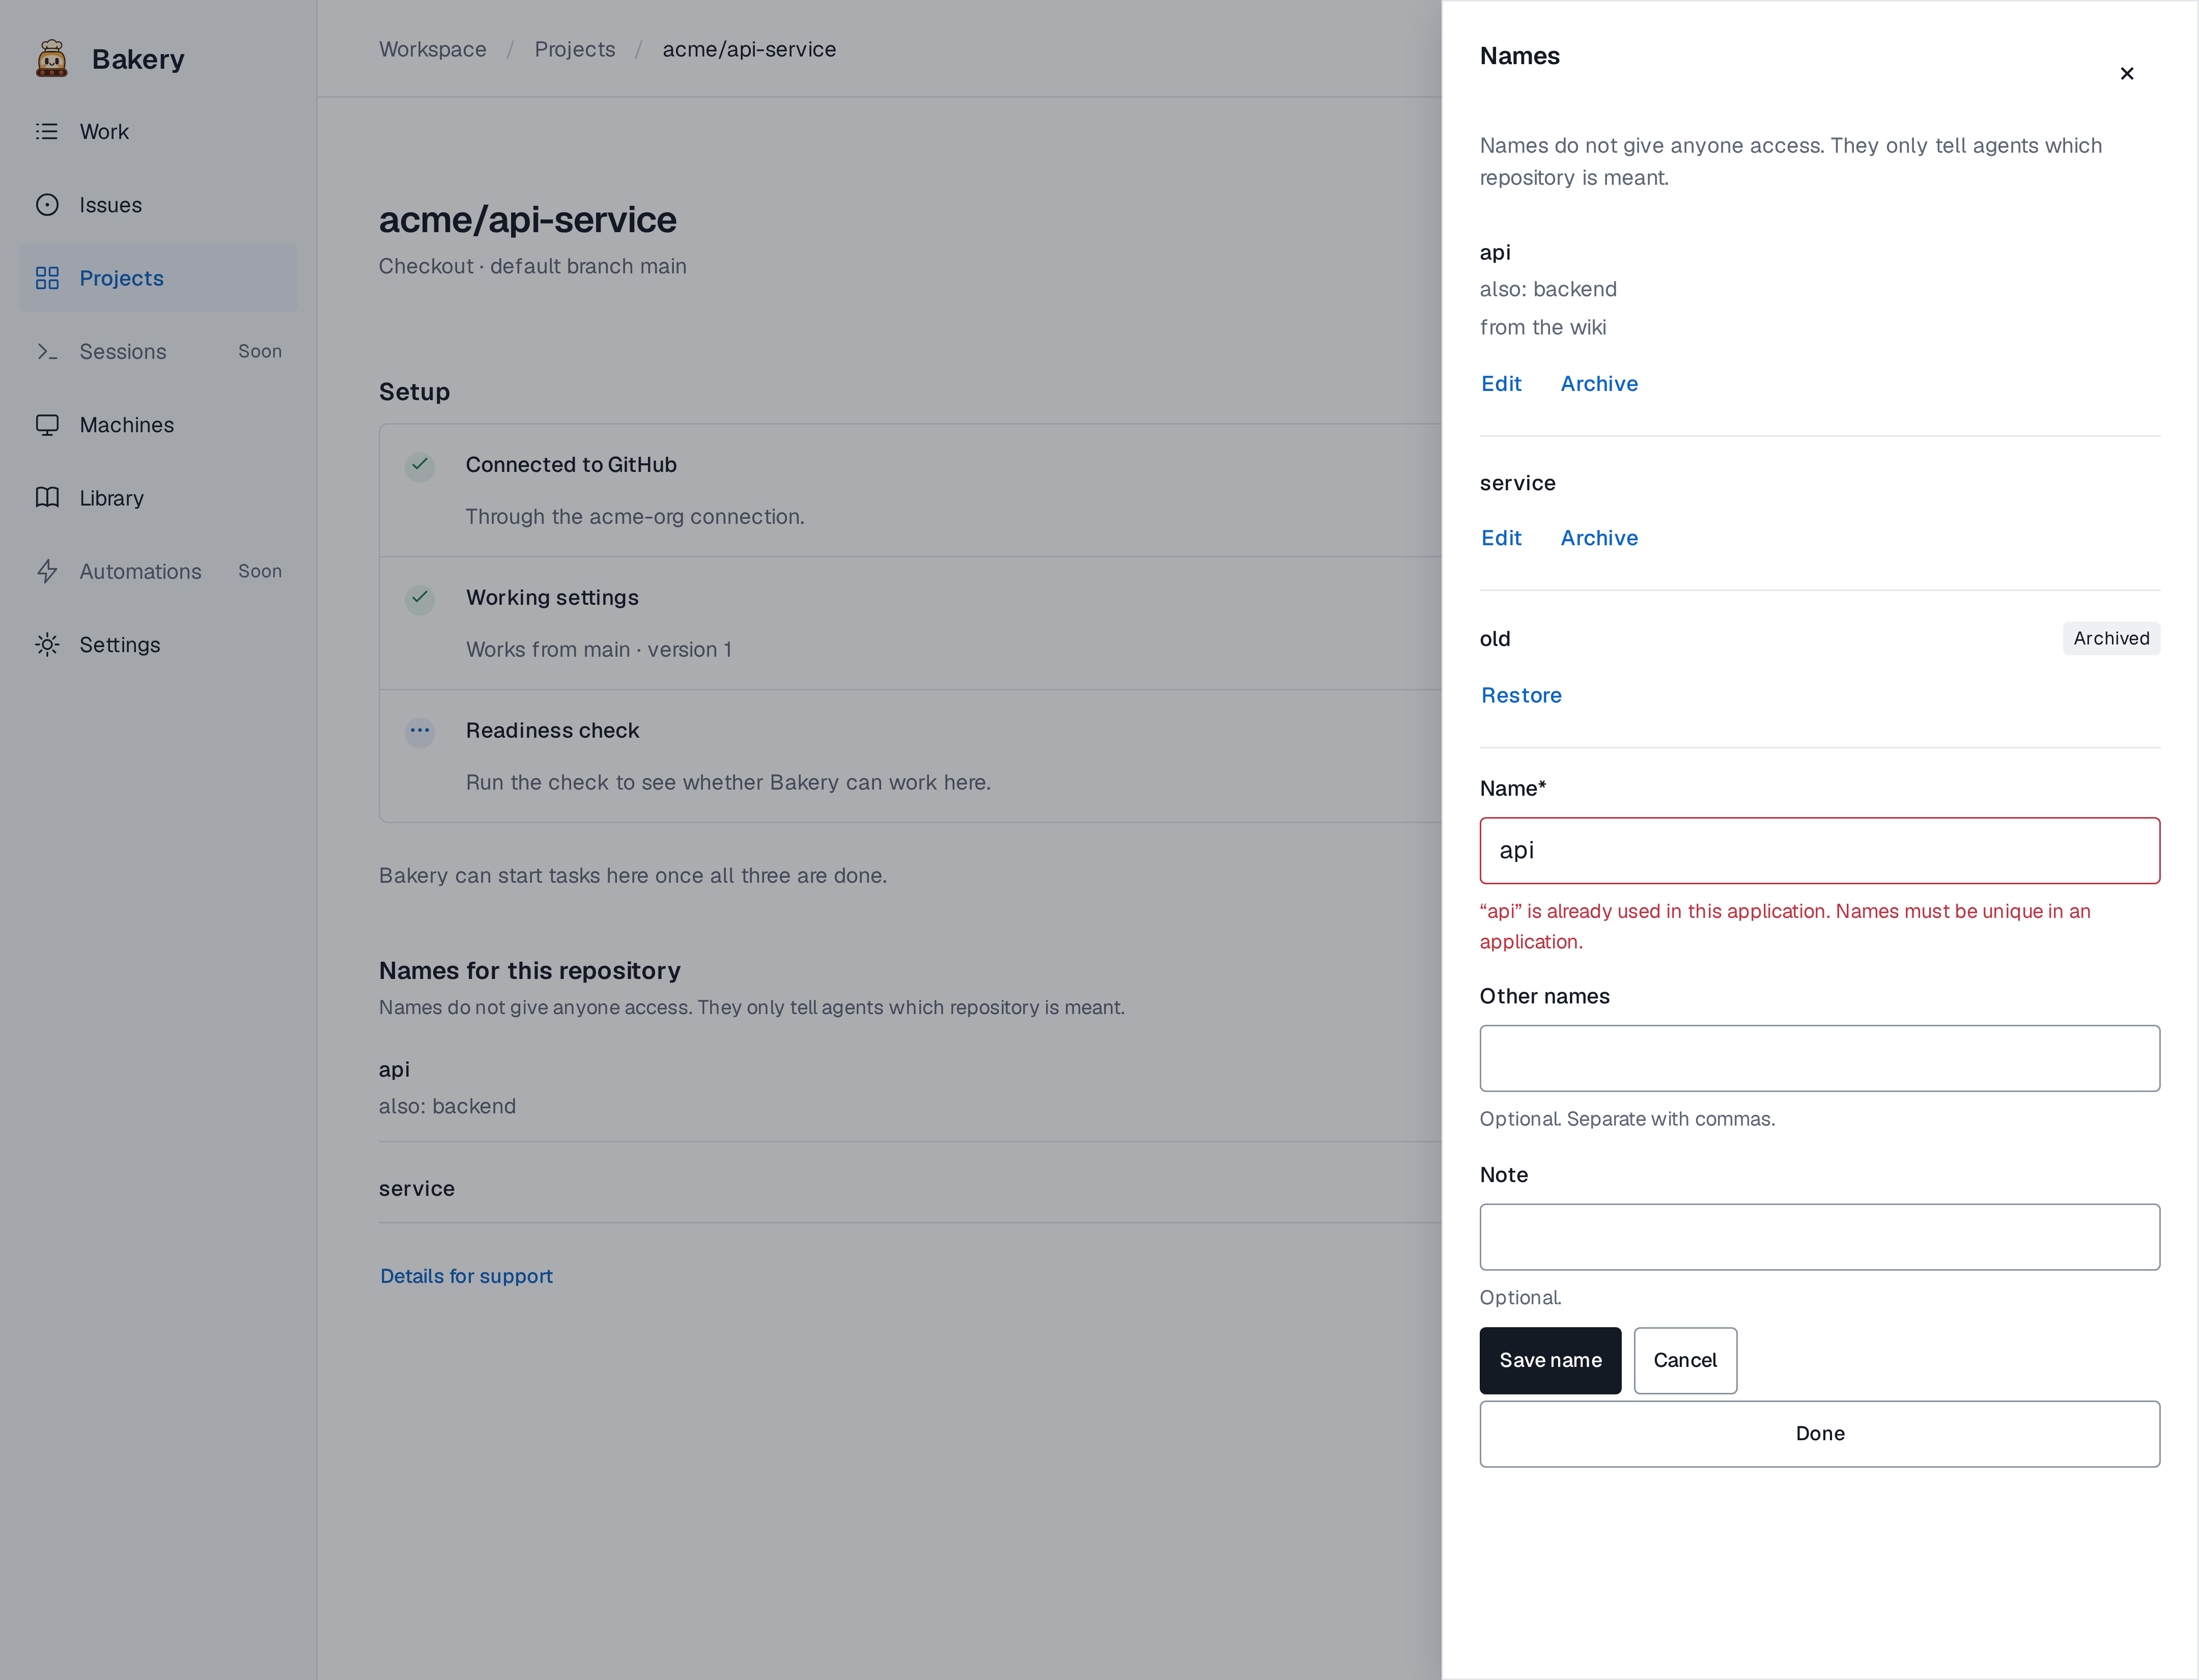 Bakery
Work
Issues
Projects
Sessions Soon
Machines
Library
Automations Soon
Settings
Workspace / Projects / acme/api-service
acme/api-service
Checkout · default branch main
Setup
Connected to GitHub
Through the acme-org connection.
Working settings
Works from main · version 1
Readiness check
Run the check to see whether Bakery can work here.
Bakery can start tasks here once all three are done.
Names for this repository
Names do not give anyone access. They only tell agents which repository is meant.
api
also: backend
service
Details for support
Names
Names do not give anyone access. They only tell agents which
repository is meant.
api
also: backend
from the wiki
Edit Archive
service
Edit Archive
old Archived
Restore
Name*
api
“api” is already used in this application. Names must be unique in an
application.
Other names
Optional. Separate with commas.
Note
Optional.
Save name Cancel
Done